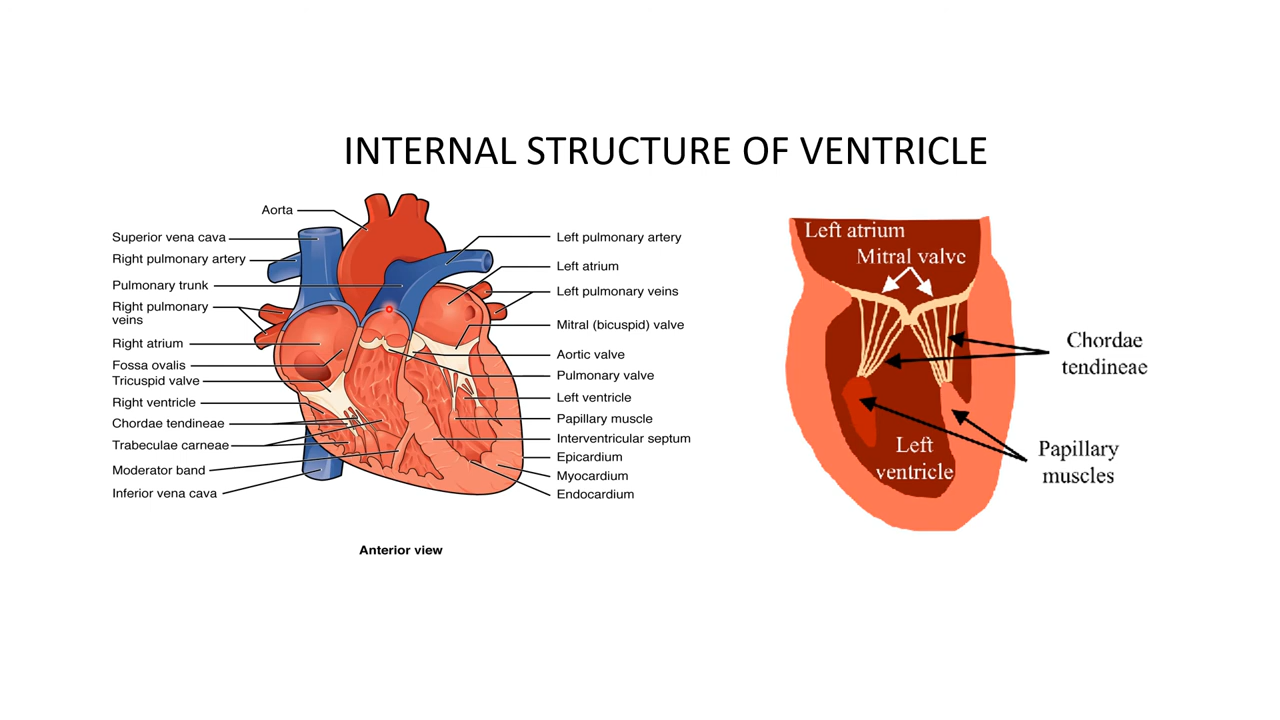 INTERNAL STRUCTURE OF VENTRICLE
Aorta
Superior vena cava
Right pulmonary artery
Pulmonary trunk
Right pulmonary
veins
Right atrium
Fossa ovalis
Tricuspid valve
Right ventricle
Chordae tendineae
Trabeculae carneae
Moderator band
Inferior vena cava
Left pulmonary artery
Left atrium
Left pulmonary veins
Mitral (bicuspid) valve
Aortic valve
Pulmonary valve
Left ventricle
Papillary muscle
Interventricular septum
Epicardium
Myocardium
Endocardium
Anterior view
Left atrium
Mitral valve
Chordae
tendineae
Papillary
muscles
Left
ventricle